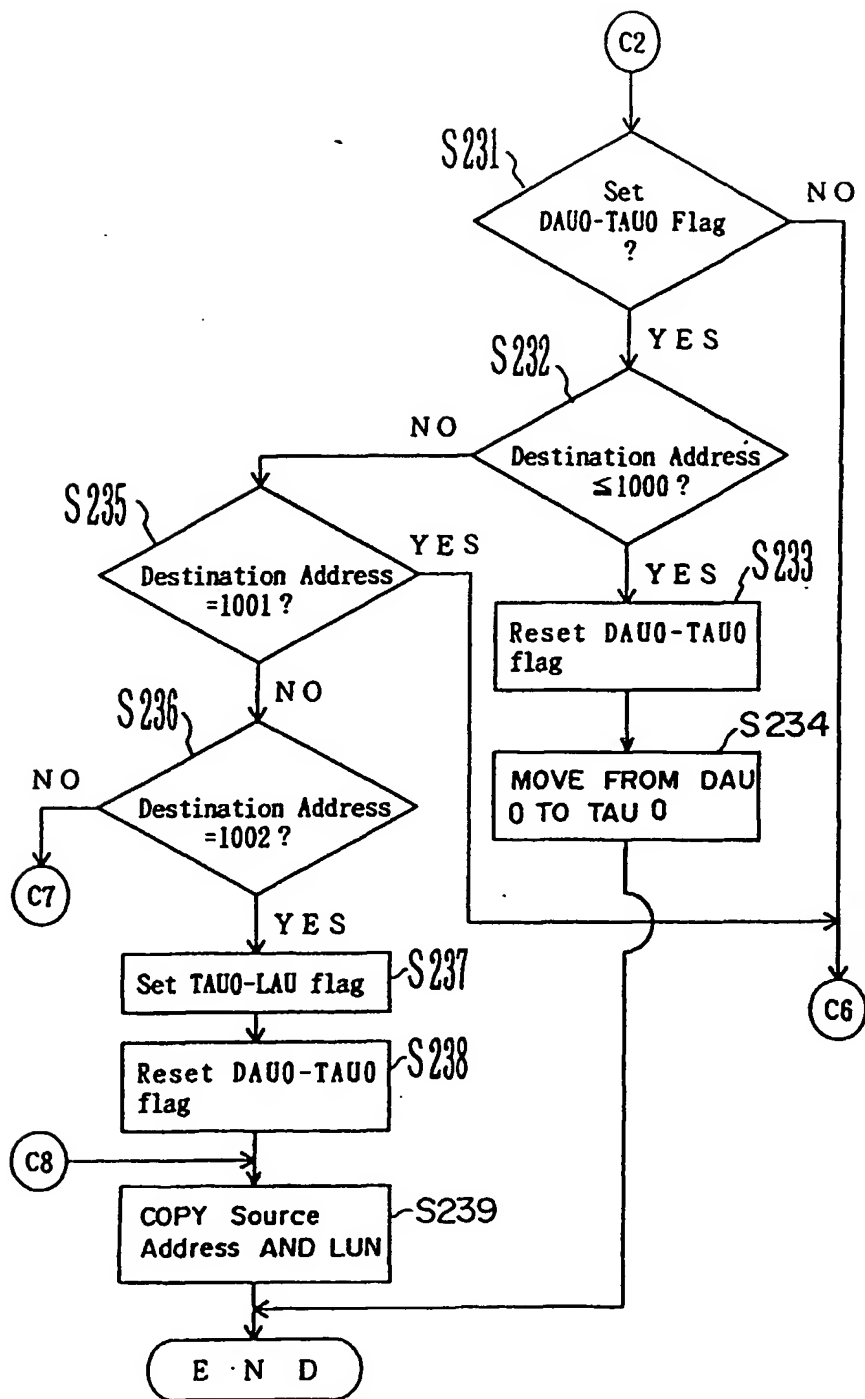 C2
S231
Set
DAU0-TAU0 Flag
?
NO
YES
S232
Destination Address
≦1000?
NO
YES
S235
Destination Address
=1001?
YES
NO
S233
Reset DAU0-TAU0
flag
S234
MOVE FROM DAU
0 TO TAU 0
S236
Destination Address
=1002?
NO
C7
YES
S237
Set TAU0-LAU flag
C6
S238
Reset DAU0-TAU0
flag
C8
S239
COPY Source
Address AND LUN
END